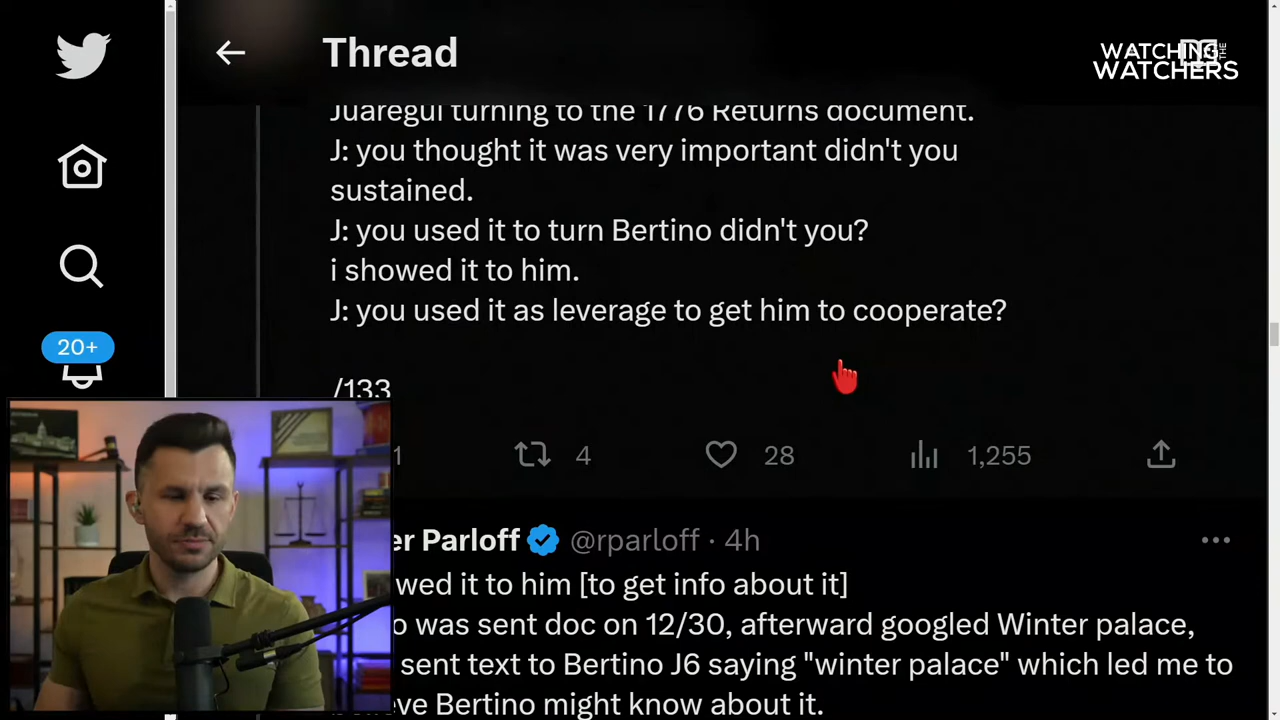 Thread
WATCHING THE
WATCHERS
Juaregui turning to the 1776 Returns document.
J: you thought it was very important didn't you
sustained.
J: you used it to turn Bertino didn't you?
i showed it to him.
J: you used it as leverage to get him to cooperate?
20+
/133
1
4
28
1,255
er Parloff @rparloff · 4h
wed it to him [to get info about it]
o was sent doc on 12/30, afterward googled Winter palace,
sent text to Bertino J6 saying "winter palace" which led me to
eve Bertino might know about it.